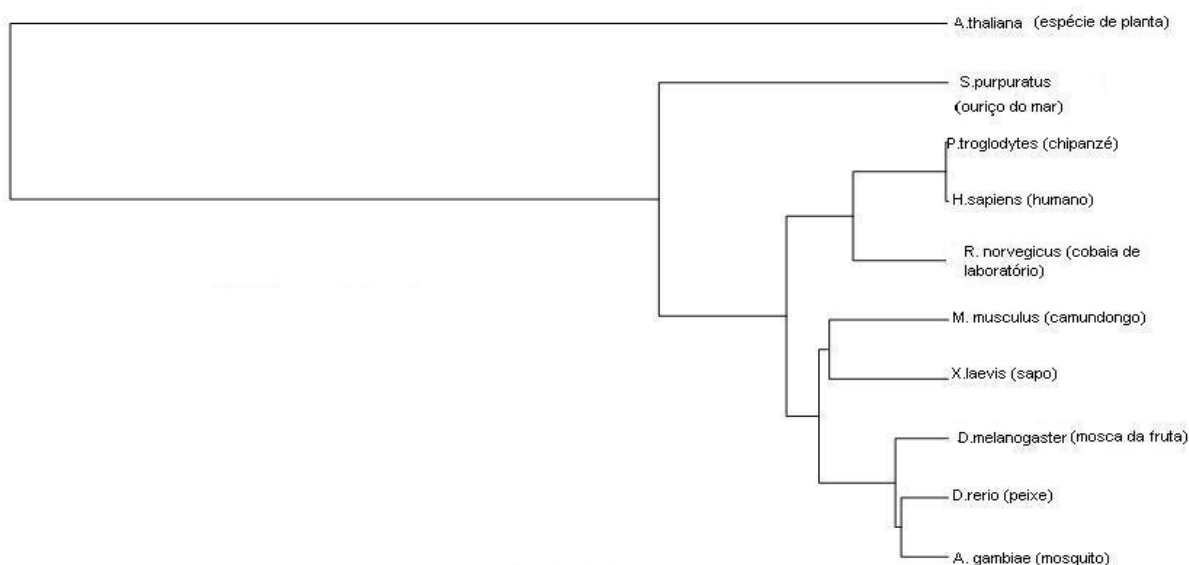 A.thaliana (espécie de planta)
S.purpuratus
(ouriço do mar)
P.troglodytes (chipanzé)
H.sapiens (humano)
R. norvegicus (cobaia de
laboratório)
M. musculus (camundongo)
X.laevis (sapo)
D.melanogaster (mosca da fruta)
D.rerio (peixe)
A. gambiae (mosquito)